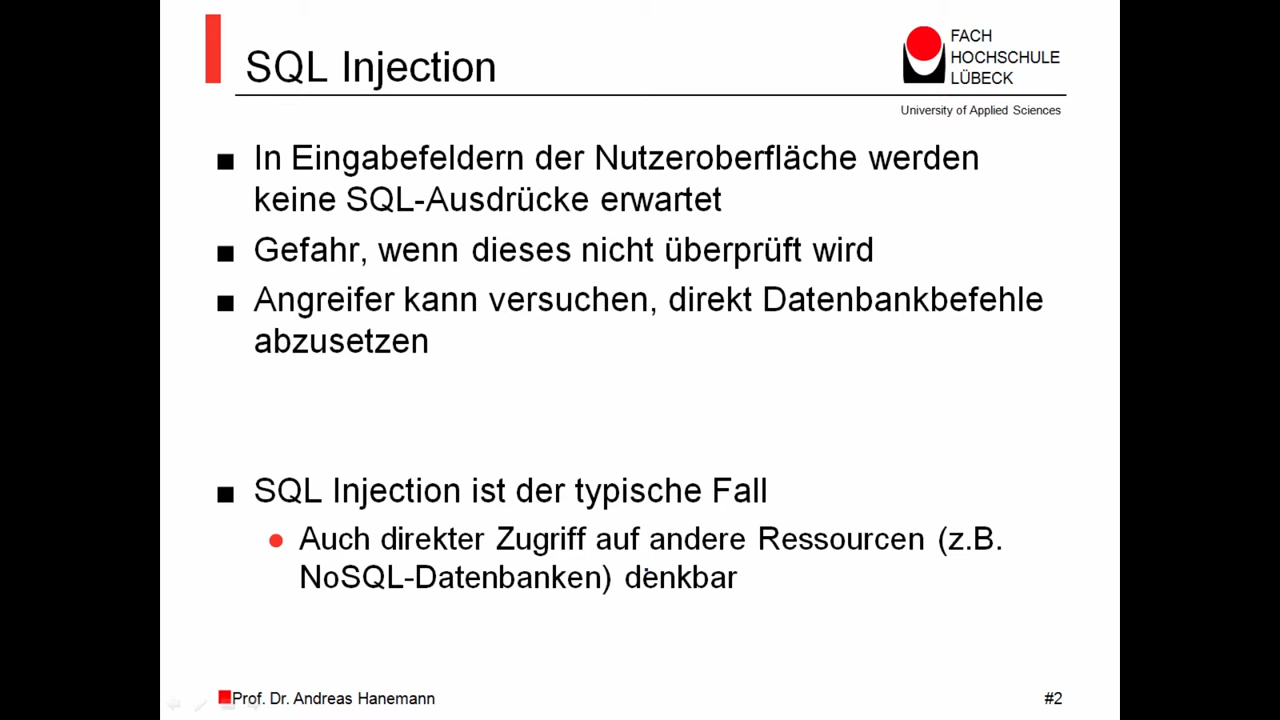 SQL Injection
FACH
HOCHSCHULE
LÜBECK
University of Applied Sciences
In Eingabefeldern der Nutzeroberfläche werden
keine SQL-Ausdrücke erwartet
Gefahr, wenn dieses nicht überprüft wird
Angreifer kann versuchen, direkt Datenbankbefehle
abzusetzen
SQL Injection ist der typische Fall
Auch direkter Zugriff auf andere Ressourcen (z.B.
NoSQL-Datenbanken) denkbar
Prof. Dr. Andreas Hanemann
#2